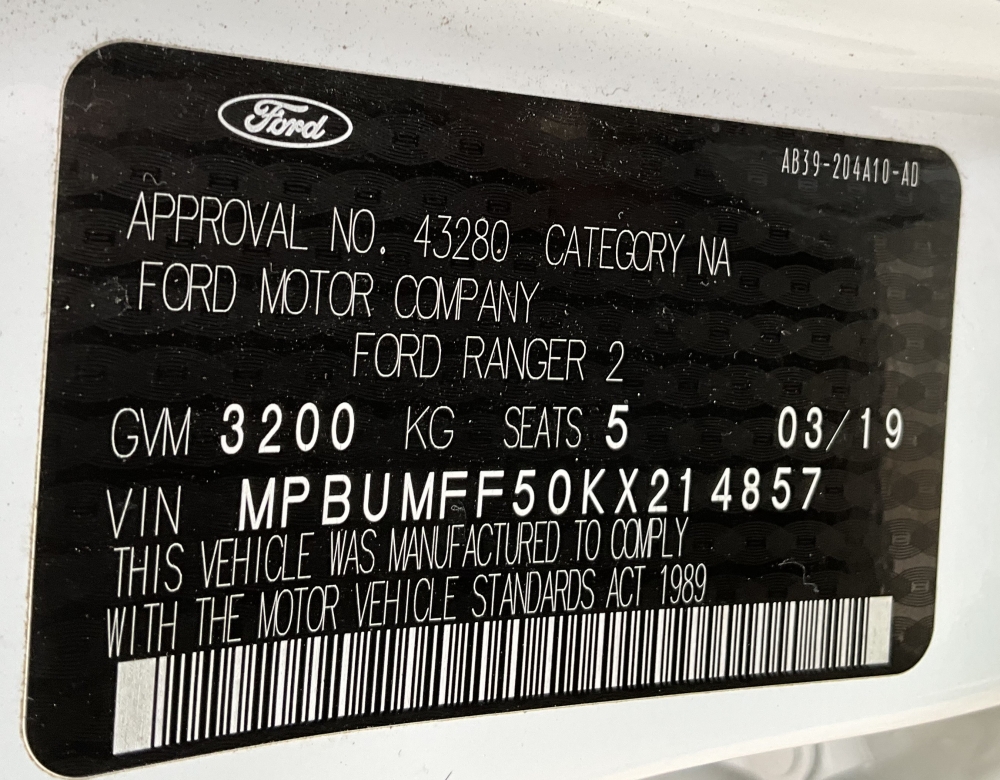 Ford
AB39-204A10-AD
APPROVAL NO. 43280 CATEGORY NA
FORD MOTOR COMPANY
FORD RANGER 2
GVM 3200 KG SEATS 5 03/19
VIN MPBUMFF50KX214857
THIS VEHICLE WAS MANUFACTURED TO COMPLY
WITH THE MOTOR VEHICLE STANDARDS ACT 1989